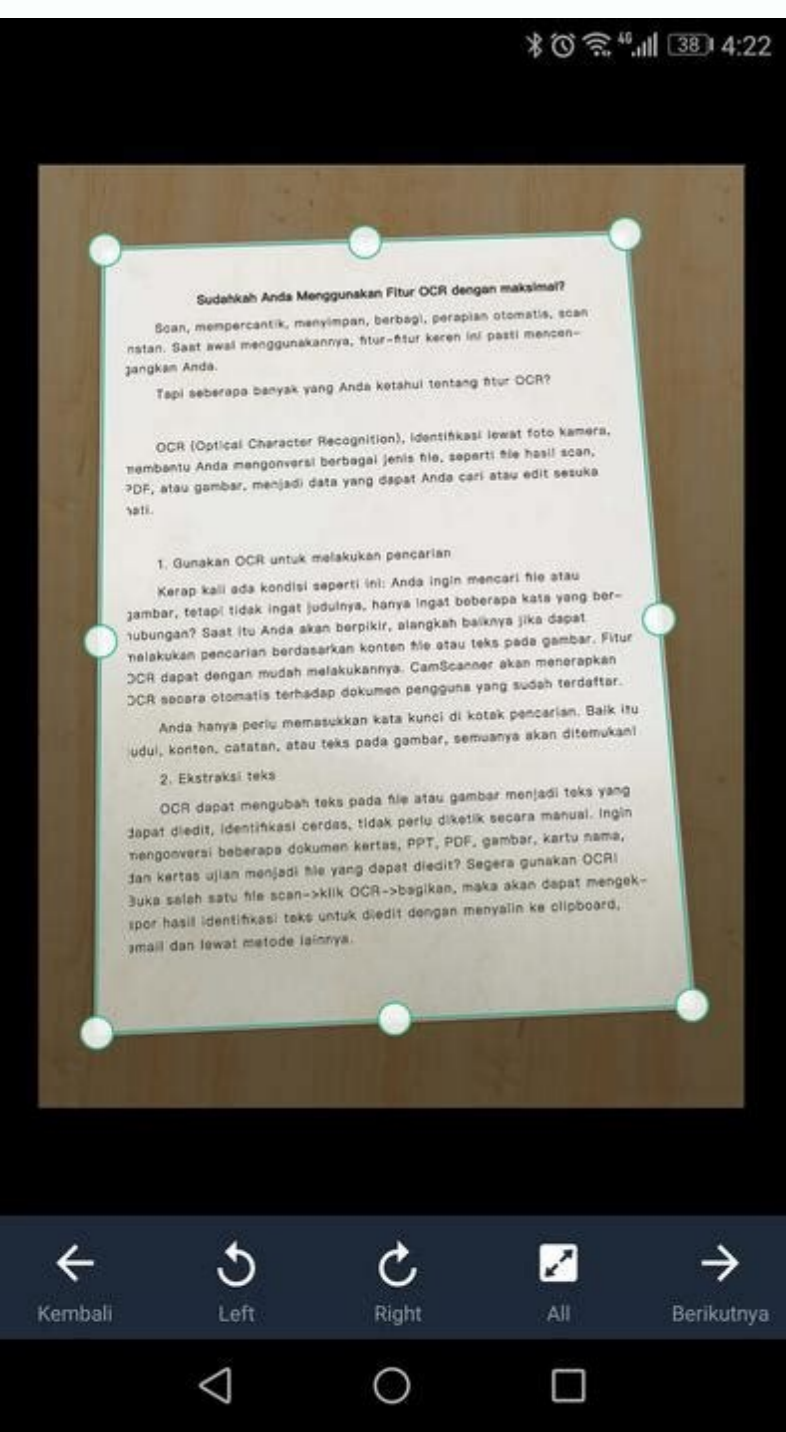 4G 38 4:22
Sudahkah Anda Menggunakan Fitur OCR dengan maksimal?
Scan, mempercantik, menyimpan, berbagi, perapian otomatis, scan
nstan. Saat awal menggunakannya, fitur-fitur keren ini pasti mencen-
gangkan Anda.
Tapi seberapa banyak yang Anda ketahui tentang fitur OCR?
OCR (Optical Character Recognition), identifikasi lewat foto kamera,
membantu Anda mengonversi berbagai jenis file, seperti file hasil scan,
PDF, atau gambar, menjadi data yang dapat Anda cari atau edit sesuka
hati.
1. Gunakan OCR untuk melakukan pencarian
Kerap kali ada kondisi seperti ini: Anda ingin mencari file atau
gambar, tetapi tidak ingat judulnya, hanya ingat beberapa kata yang ber-
hubungan? Saat itu Anda akan berpikir, alangkah baiknya jika dapat
melakukan pencarian berdasarkan konten file atau teks pada gambar. Fitur
OCR dapat dengan mudah melakukannya. CamScanner akan menerapkan
OCR secara otomatis terhadap dokumen pengguna yang sudah terdaftar.
Anda hanya perlu memasukkan kata kunci di kotak pencarian. Baik itu
udul, konten, catatan, atau teks pada gambar, semuanya akan ditemukan!
2. Ekstraksi teks
OCR dapat mengubah teks pada file atau gambar menjadi teks yang
dapat diedit, identifikasi cerdas, tidak perlu diketik secara manual. Ingin
mengonversi beberapa dokumen kertas, PPT, PDF, gambar, kartu nama,
dan kertas ujian menjadi file yang dapat diedit? Segera gunakan OCR!
Buka salah satu file scan->klik OCR->bagikan, maka akan dapat mengek-
spor hasil identifikasi teks untuk diedit dengan menyalin ke clipboard,
email dan lewat metode lainnya.
Kembali Left Right All Berikutnya